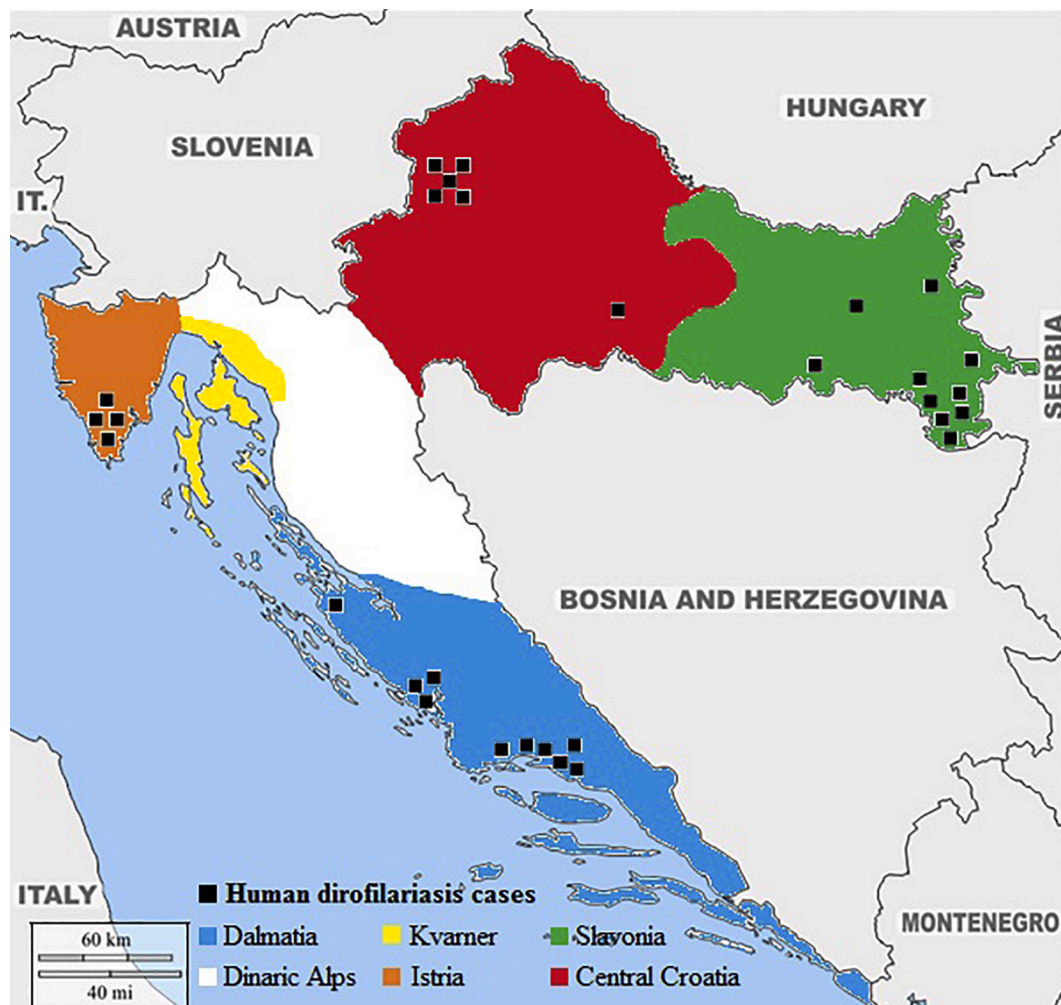 AUSTRIA
HUNGARY
SLOVENIA
IT.
SERBIA
BOSNIA AND HERZEGOVINA
ITALY
MONTENEGRO
Human dirofilariasis cases
Dalmatia
Kvarner
Slavonia
Dinaric Alps
Istria
Central Croatia
60 km
40 mi